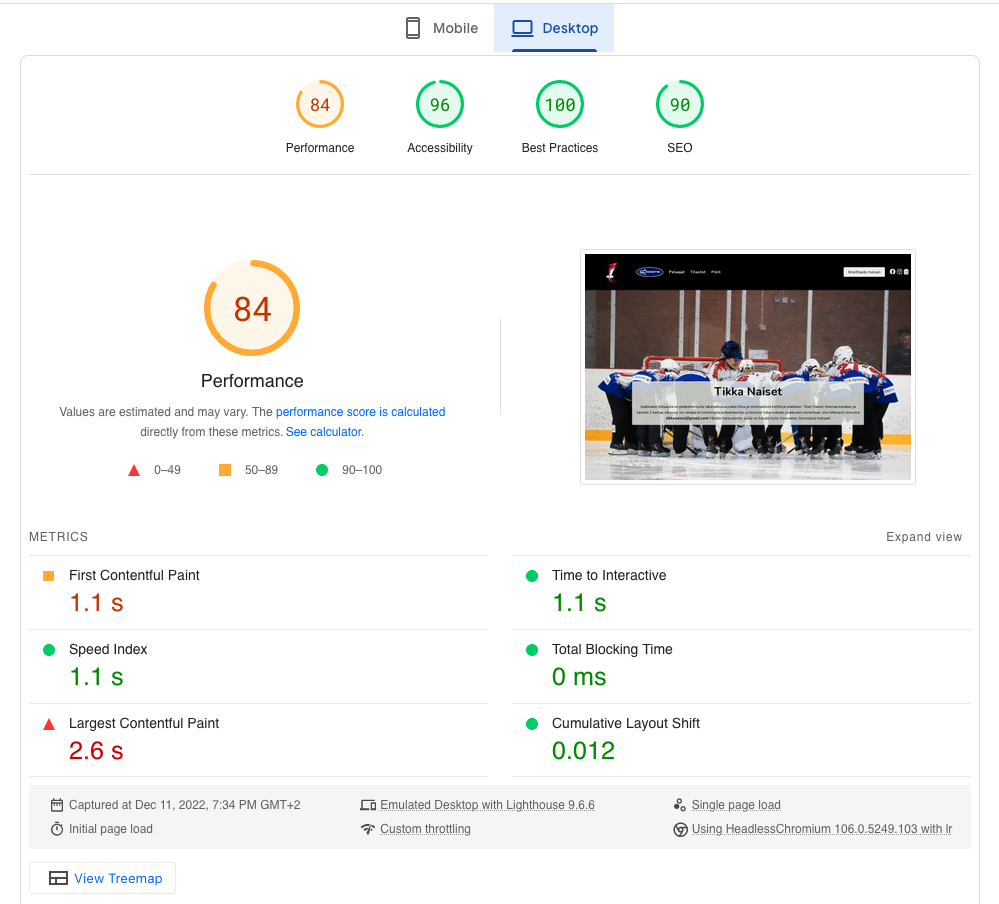 Mobile
Desktop
84
96
100
90
Performance
Accessibility
Best Practices
SEO
84
Performance
Values are estimated and may vary. The performance score is calculated
directly from these metrics. See calculator.
0–49
50–89
90–100
Pelaajat
Tilastot
Pelit
Tikka Naiset
METRICS
Expand view
First Contentful Paint
1.1 s
Time to Interactive
1.1 s
Speed Index
1.1 s
Total Blocking Time
0 ms
Largest Contentful Paint
2.6 s
Cumulative Layout Shift
0.012
Captured at Dec 11, 2022, 7:34 PM GMT+2
Emulated Desktop with Lighthouse 9.6.6
Single page load
Initial page load
Custom throttling
Using HeadlessChromium 106.0.5249.103 with lr
View Treemap